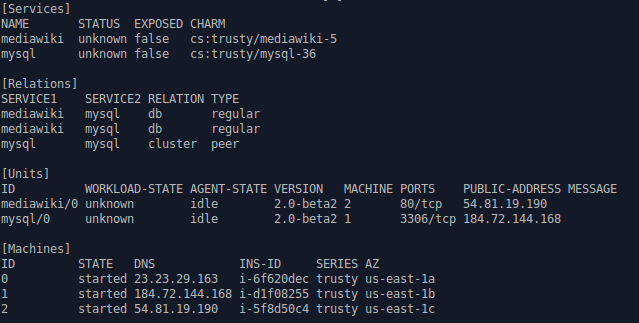 [Services]
NAME STATUS EXPOSED CHARM
mediawiki unknown false cs:trusty/mediawiki-5
mysql unknown false cs:trusty/mysql-36
[Relations]
SERVICE1 SERVICE2 RELATION TYPE
mediawiki mysql db regular
mediawiki mysql db regular
mysql mysql cluster peer
[Units]
ID WORKLOAD-STATE AGENT-STATE VERSION MACHINE PORTS PUBLIC-ADDRESS MESSAGE
mediawiki/0 unknown idle 2.0-beta2 2 80/tcp 54.81.19.190
mysql/0 unknown idle 2.0-beta2 1 3306/tcp 184.72.144.168
[Machines]
ID STATE DNS INS-ID SERIES AZ
0 started 23.23.29.163 i-6f620dec trusty us-east-1a
1 started 184.72.144.168 i-d1f08255 trusty us-east-1b
2 started 54.81.19.190 i-5f8d50c4 trusty us-east-1c